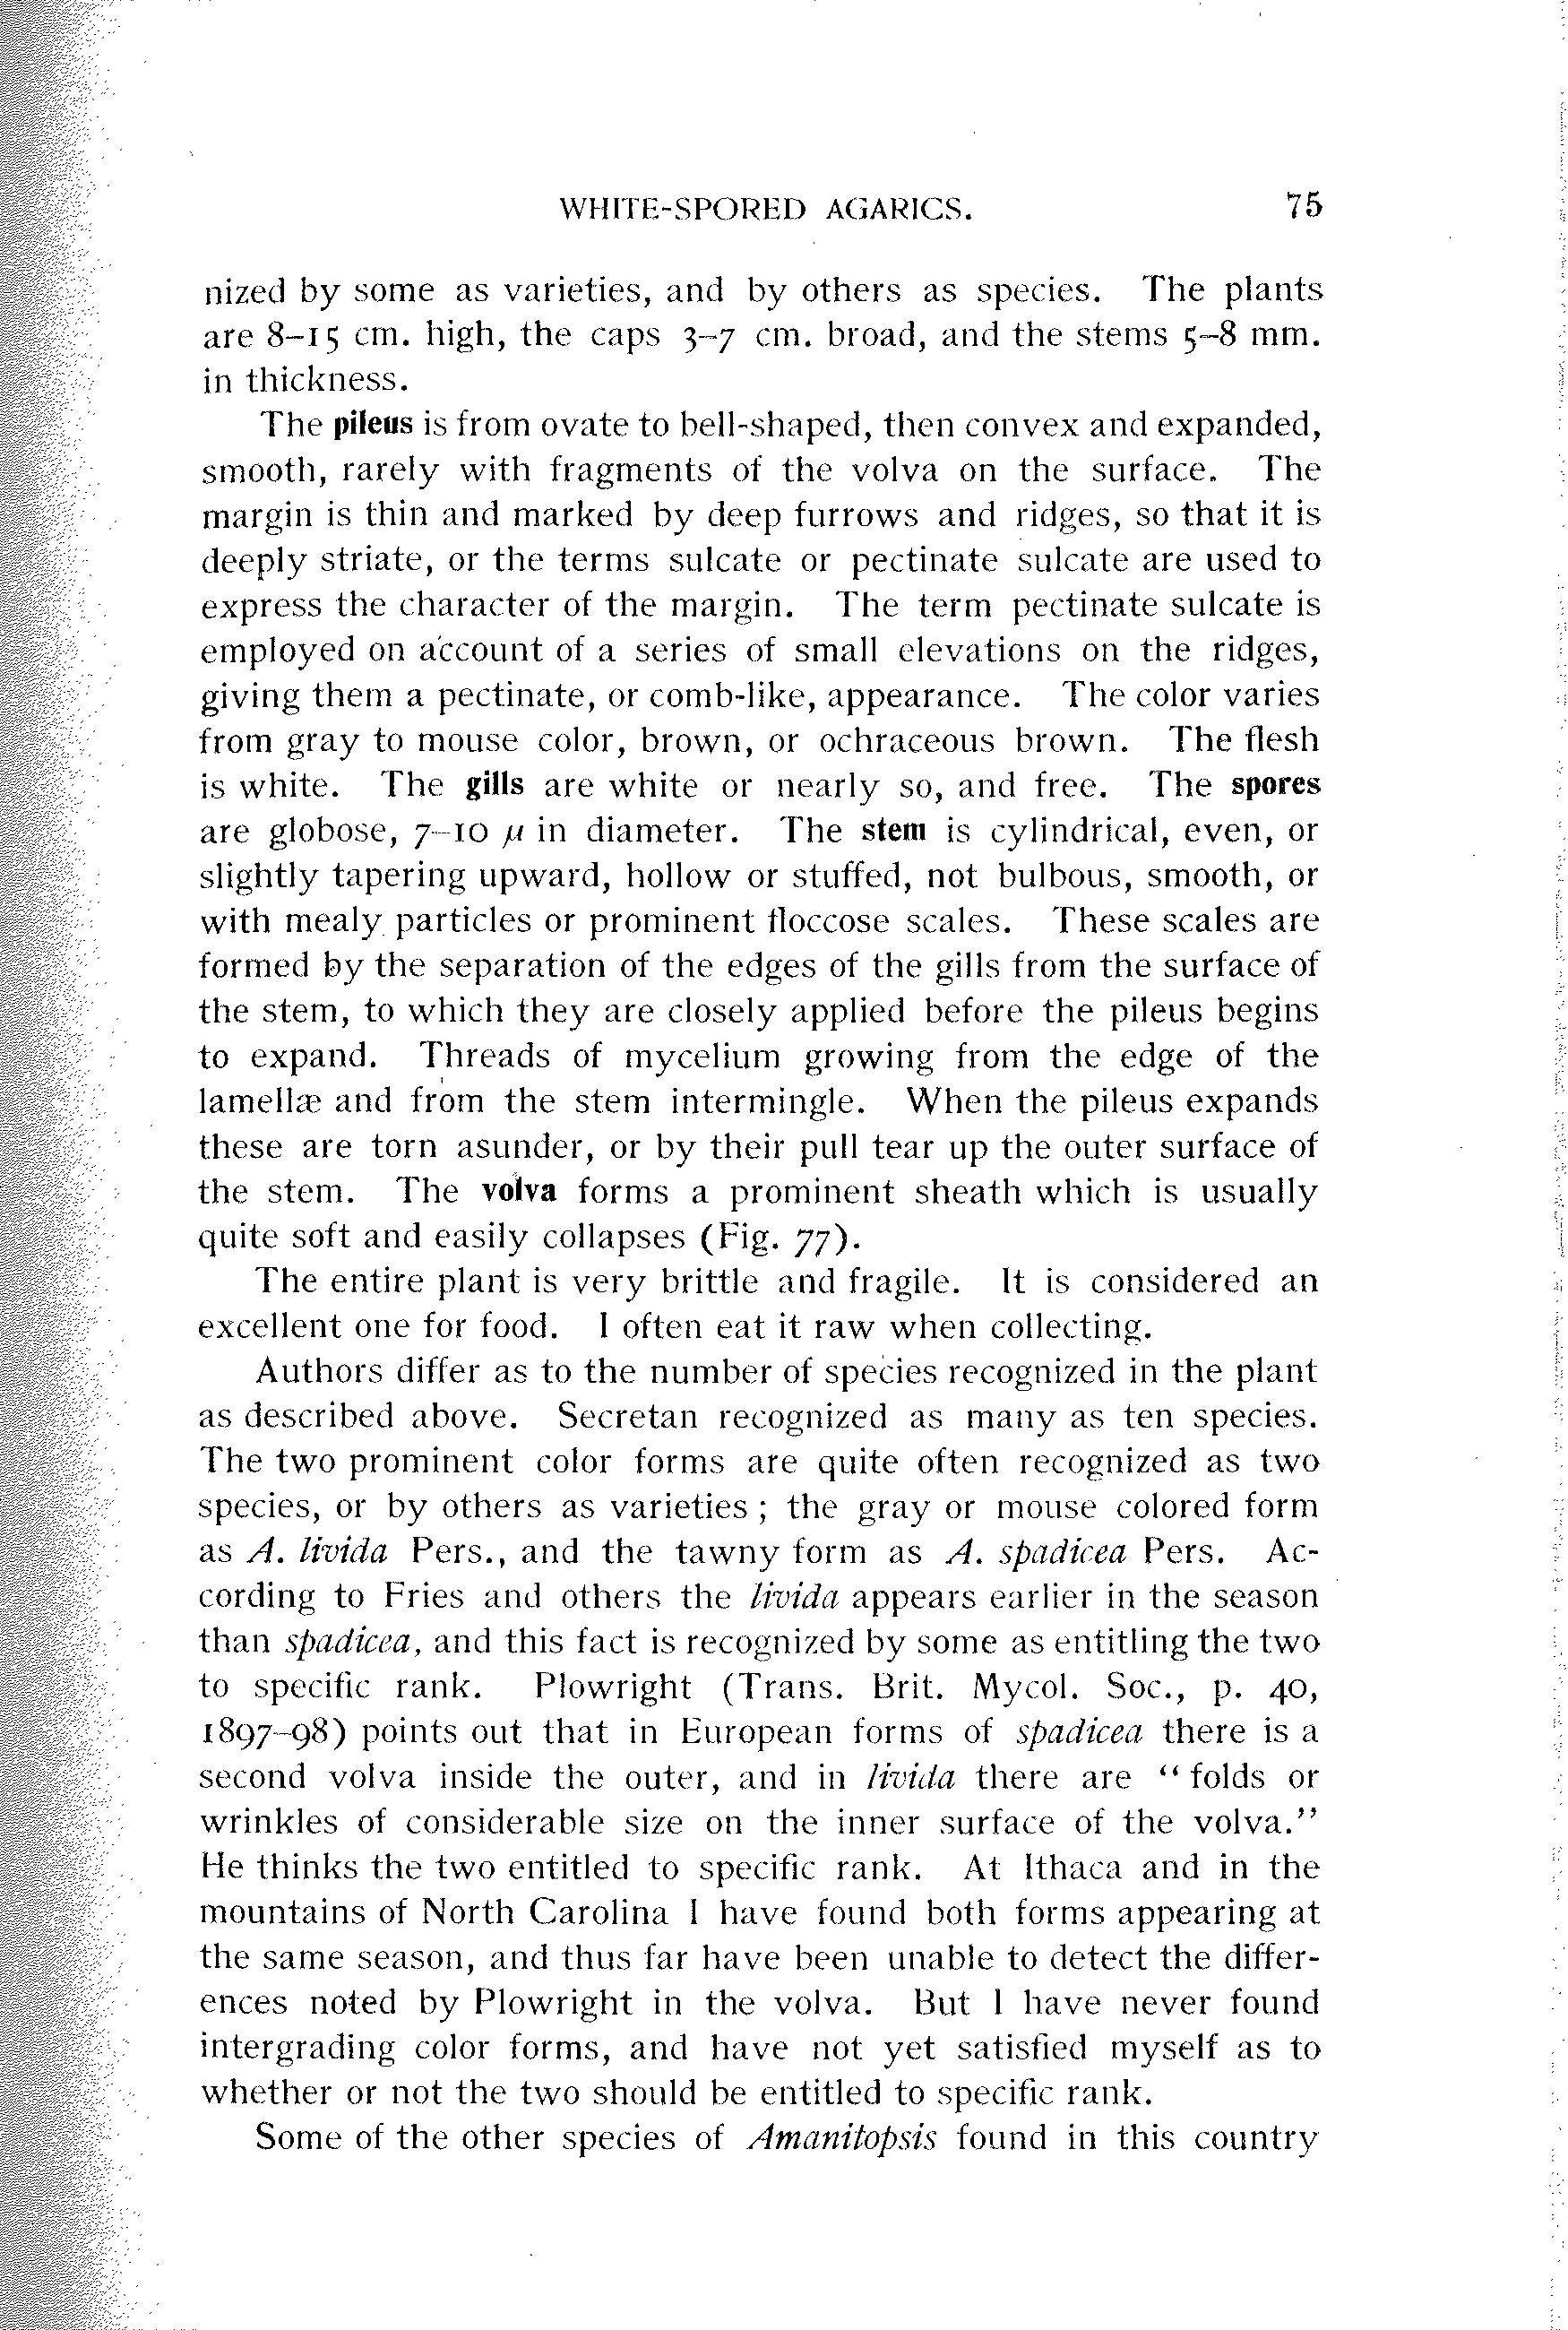 WHITE-SPORED AGARICS. 75
nized by some as varieties, and by others as species. The plants
are 8–15 cm. high, the caps 3–7 cm. broad, and the stems 5–8 mm.
in thickness.
The pileus is from ovate to bell-shaped, then convex and expanded,
smooth, rarely with fragments of the volva on the surface. The
margin is thin and marked by deep furrows and ridges, so that it is
deeply striate, or the terms sulcate or pectinate sulcate are used to
express the character of the margin. The term pectinate sulcate is
employed on account of a series of small elevations on the ridges,
giving them a pectinate, or comb-like, appearance. The color varies
from gray to mouse color, brown, or ochraceous brown. The flesh
is white. The gills are white or nearly so, and free. The spores
are globose, 7–10 µ in diameter. The stem is cylindrical, even, or
slightly tapering upward, hollow or stuffed, not bulbous, smooth, or
with mealy particles or prominent floccose scales. These scales are
formed by the separation of the edges of the gills from the surface of
the stem, to which they are closely applied before the pileus begins
to expand. Threads of mycelium growing from the edge of the
lamellæ and from the stem intermingle. When the pileus expands
these are torn asunder, or by their pull tear up the outer surface of
the stem. The volva forms a prominent sheath which is usually
quite soft and easily collapses (Fig. 77).
The entire plant is very brittle and fragile. It is considered an
excellent one for food. I often eat it raw when collecting.
Authors differ as to the number of species recognized in the plant
as described above. Secretan recognized as many as ten species.
The two prominent color forms are quite often recognized as two
species, or by others as varieties ; the gray or mouse colored form
as A. livida Pers., and the tawny form as A. spadicea Pers. Ac-
cording to Fries and others the livida appears earlier in the season
than spadicea, and this fact is recognized by some as entitling the two
to specific rank. Plowright (Trans. Brit. Mycol. Soc., p. 40,
1897–98) points out that in European forms of spadicea there is a
second volva inside the outer, and in livida there are “ folds or
wrinkles of considerable size on the inner surface of the volva.”
He thinks the two entitled to specific rank. At Ithaca and in the
mountains of North Carolina I have found both forms appearing at
the same season, and thus far have been unable to detect the differ-
ences noted by Plowright in the volva. But I have never found
intergrading color forms, and have not yet satisfied myself as to
whether or not the two should be entitled to specific rank.
Some of the other species of Amanitopsis found in this country